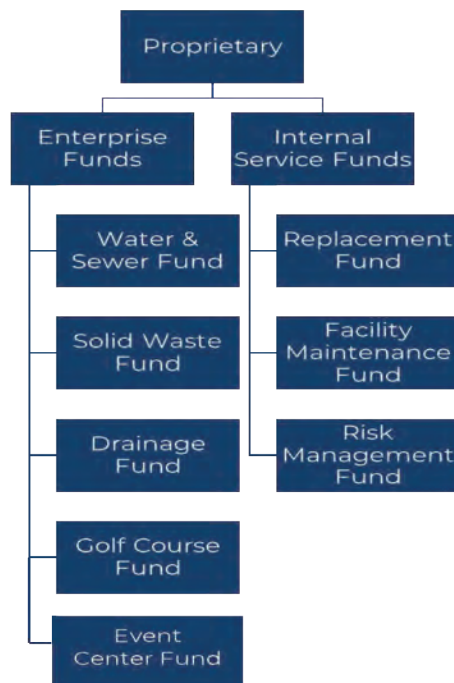 Proprietary
Enterprise
Funds
Water &
Sewer Fund
Solid Waste
Fund
Drainage
Fund
Golf Course
Fund
Event
Center Fund
Internal
Service Funds
Replacement
Fund
Facility
Maintenance
Fund
Risk
Management
Fund